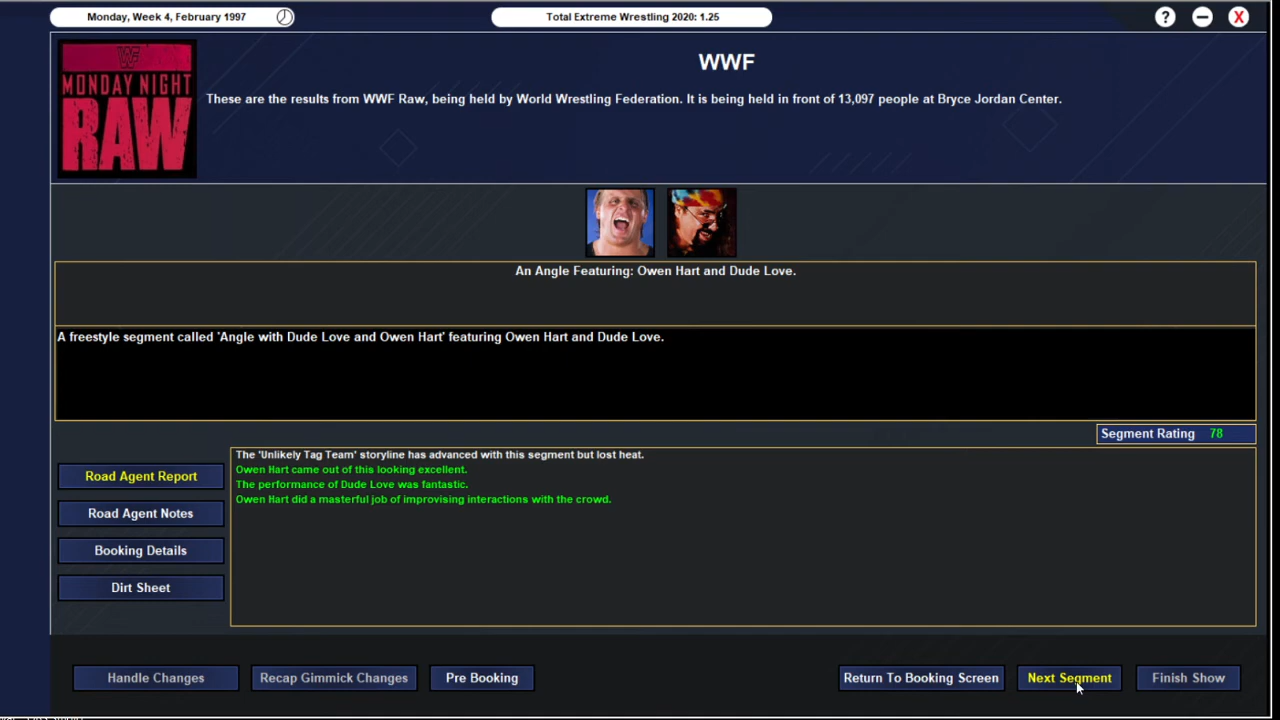 Monday, Week 4, February 1997
Total Extreme Wrestling 2020: 1.25
?
X
WF
MONDAY NIGHT
RAW
WWF
These are the results from WWF Raw, being held by World Wrestling Federation. It is being held in front of 13,097 people at Bryce Jordan Center.
An Angle Featuring: Owen Hart and Dude Love.
A freestyle segment called 'Angle with Dude Love and Owen Hart' featuring Owen Hart and Dude Love.
Segment Rating 78
Road Agent Report
Road Agent Notes
Booking Details
Dirt Sheet
The 'Unlikely Tag Team' storyline has advanced with this segment but lost heat.
Owen Hart came out of this looking excellent.
The performance of Dude Love was fantastic.
Owen Hart did a masterful job of improvising interactions with the crowd.
Handle Changes
Recap Gimmick Changes
Pre Booking
Return To Booking Screen
Next Segment
Finish Show